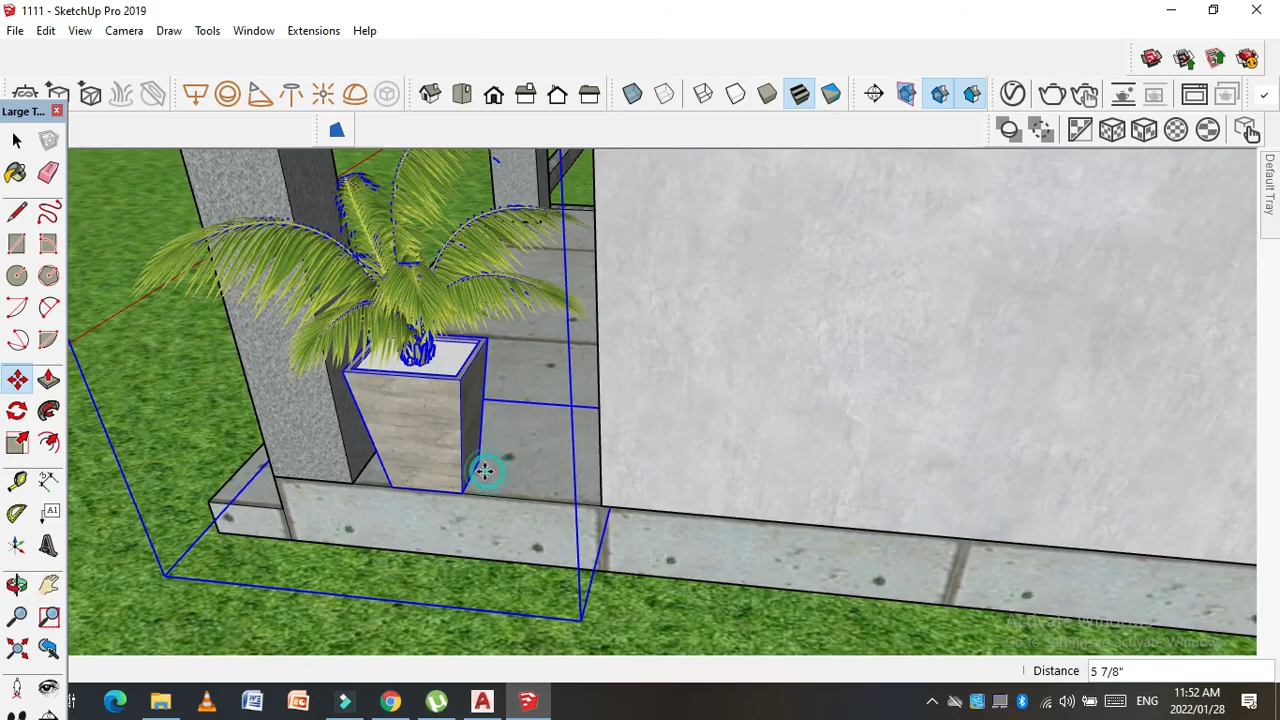 1111 - SketchUp Pro 2019
File Edit View Camera Draw Tools Window Extensions Help
Large T...
A1
Default Tray
Activate Windows
Go to Settings to activate Windows.
Distance 5 7/8"
ENG
11:52 AM
2022/01/28